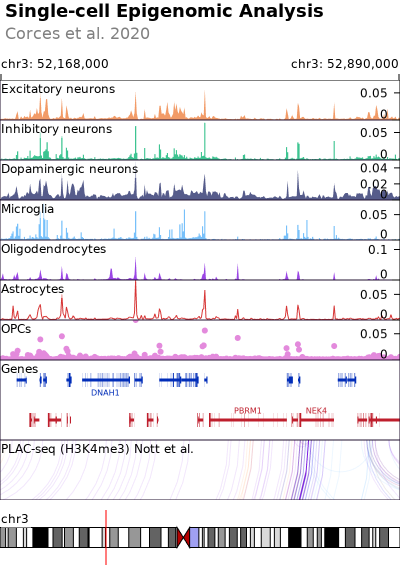 Single-cell Epigenomic Analysis
Corces et al. 2020
chr3: 52,168,000 chr3: 52,890,000
Excitatory neurons 0.05
0
Inhibitory neurons 0.05
0
Dopaminergic neurons 0.04
0.02
0
Microglia 0.05
0
Oligodendrocytes 0.1
0
Astrocytes 0.05
0
OPCs 0.05
0
Genes
DNAH1
PBRM1 NEK4
PLAC-seq (H3K4me3) Nott et al.
chr3